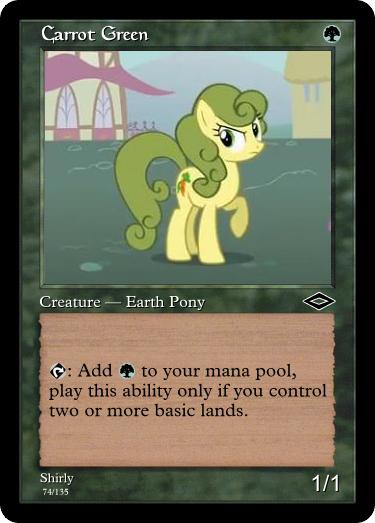 Carrot Green
Creature — Earth Pony
: Add to your mana pool,
play this ability only if you control
two or more basic lands.
Shirly
74/135
1/1